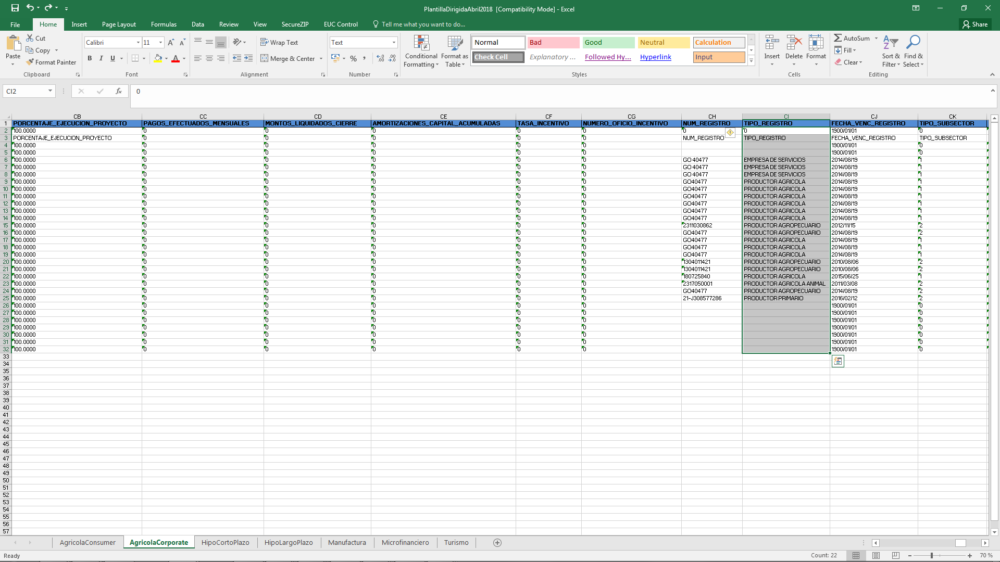 PlantillaDirigidaAbril2018 [Compatibility Mode] - Excel
File Home Insert Page Layout Formulas Data Review View SecureZIP EUC Control Tell me what you want to do... Share
Paste Cut Copy Format Painter Clipboard
Calibri 11 B I U Font
Wrap Text Merge & Center Alignment
Text % , Number
Conditional Formatting Format as Table
Normal Bad Good Neutral Calculation
Check Cell Explanatory ... Followed Hy... Hyperlink Input
Styles
Insert Delete Format Cells
AutoSum Fill Clear Sort & Filter Find & Select Editing
CI2 fx 0
CB CC CD CE CF CG CH CI CJ CK
1 PORCENTAJE_EJECUCION_PROYECTO PAGOS_EFECTUADOS_MENSUALES MONTOS_LIQUIDADOS_CIERRE AMORTIZACIONES_CAPITAL_ACUMULADAS TASA_INCENTIVO NUMERO_OFICIO_INCENTIVO NUM_REGISTRO TIPO_REGISTRO FECHA_VENC_REGISTRO TIPO_SUBSECTOR
2 100.0000 0 0 0 0 0 0 0 1900/01/01 0
3 PORCENTAJE_EJECUCION_PROYECTO 0 0 0 0 0 NUM_REGISTRO TIPO_REGISTRO FECHA_VENC_REGISTRO TIPO_SUBSECTOR
4 100.0000 0 0 0 0 0 1900/01/01 0
5 100.0000 0 0 0 0 0 1900/01/01 0
6 100.0000 0 0 0 0 0 GO 40477 EMPRESA DE SERVICIOS 2014/08/19 1
7 100.0000 0 0 0 0 0 GO 40477 EMPRESA DE SERVICIOS 2014/08/19 1
8 100.0000 0 0 0 0 0 GO 40477 EMPRESA DE SERVICIOS 2014/08/19 1
9 100.0000 0 0 0 0 0 GO40477 PRODUCTOR AGRICOLA 2014/08/19 1
10 100.0000 0 0 0 0 0 GO40477 PRODUCTOR AGRICOLA 2014/08/19 1
11 100.0000 0 0 0 0 0 GO40477 PRODUCTOR AGRICOLA 2014/08/19 1
12 100.0000 0 0 0 0 0 GO40477 PRODUCTOR AGRICOLA 2014/08/19 1
13 100.0000 0 0 0 0 0 GO40477 PRODUCTOR AGRICOLA 2014/08/19 1
14 100.0000 0 0 0 0 0 GO40477 PRODUCTOR AGRICOLA 2014/08/19 1
15 100.0000 0 0 0 0 0 2311030862 PRODUCTOR AGROPECUARIO 2012/11/15 2
16 100.0000 0 0 0 0 0 GO40477 PRODUCTOR AGROPECUARIO 2014/08/19 2
17 100.0000 0 0 0 0 0 GO40477 PRODUCTOR AGRICOLA 2014/08/19 1
18 100.0000 0 0 0 0 0 GO40477 PRODUCTOR AGRICOLA 2014/08/19 1
19 100.0000 0 0 0 0 0 GO40477 PRODUCTOR AGRICOLA 2014/08/19 1
20 100.0000 0 0 0 0 0 1304011421 PRODUCTOR AGROPECUARIO 2010/08/06 2
21 100.0000 0 0 0 0 0 1304011421 PRODUCTOR AGROPECUARIO 2010/08/06 2
22 100.0000 0 0 0 0 0 180725840 PRODUCTOR AGRICOLA 2015/06/25 1
23 100.0000 0 0 0 0 0 2317050001 PRODUCTOR AGRICOLA ANIMAL 2011/03/08 2
24 100.0000 0 0 0 0 0 GO40477 PRODUCTOR AGROPECUARIO 2014/08/19 2
25 100.0000 0 0 0 0 0 21-J308577286 PRODUCTOR PRIMARIO 2016/02/12 2
26 100.0000 0 0 0 0 0 1900/01/01 0
27 100.0000 0 0 0 0 0 1900/01/01 0
28 100.0000 0 0 0 0 0 1900/01/01 0
29 100.0000 0 0 0 0 0 1900/01/01 0
30 100.0000 0 0 0 0 0 1900/01/01 0
31 100.0000 0 0 0 0 0 1900/01/01 0
32 100.0000 0 0 0 0 0 1900/01/01 0
33
34
35
36
37
38
39
40
41
42
43
44
45
46
47
48
49
50
51
52
53
54
55
56
57
AgricolaConsumer AgricolaCorporate HipoCortoPlazo HipoLargoPlazo Manufactura Microfinanciero Turismo
Ready Count: 22 70 %